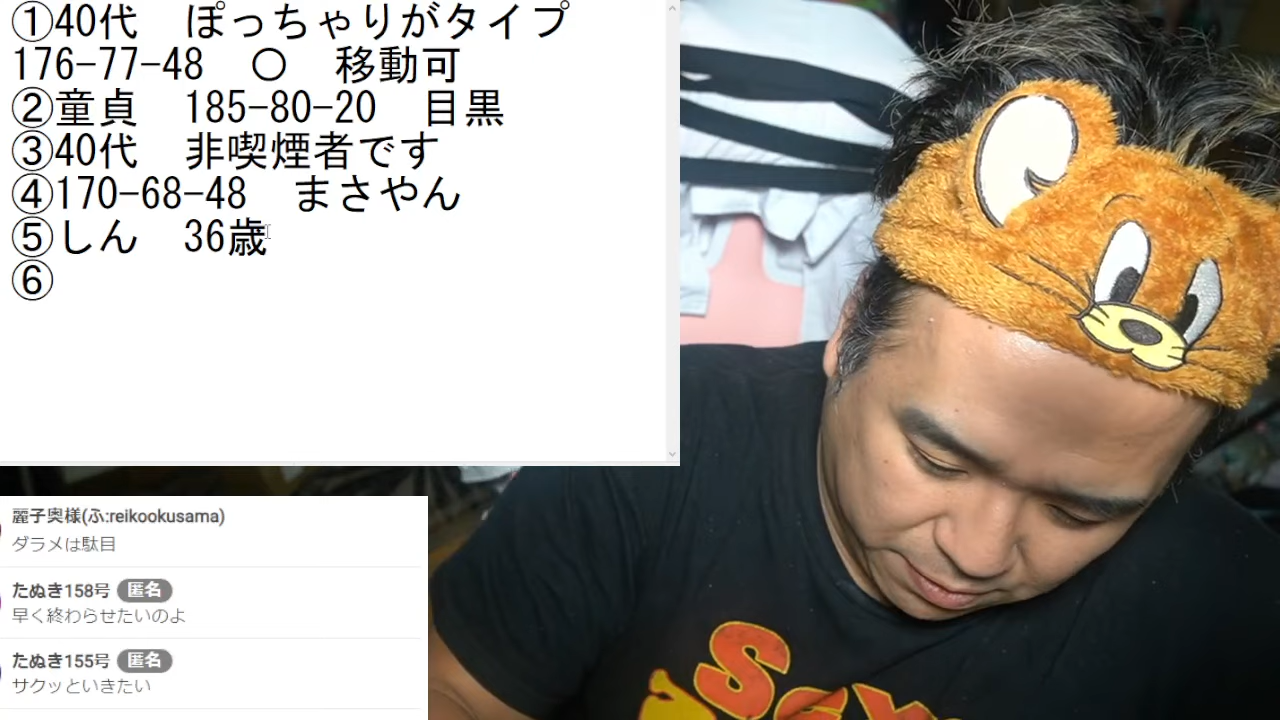 ①40代　ぽっちゃりがタイプ
176-77-48　〇　移動可
②童貞　185-80-20　目黒
③40代　非喫煙者です
④170-68-48　まさやん
⑤しん　36歳
⑥
麗子奥様(ふ:reikookusama)
ダラメは駄目
たぬき158号 匿名
早く終わらせたいのよ
たぬき155号 匿名
サクッといきたい